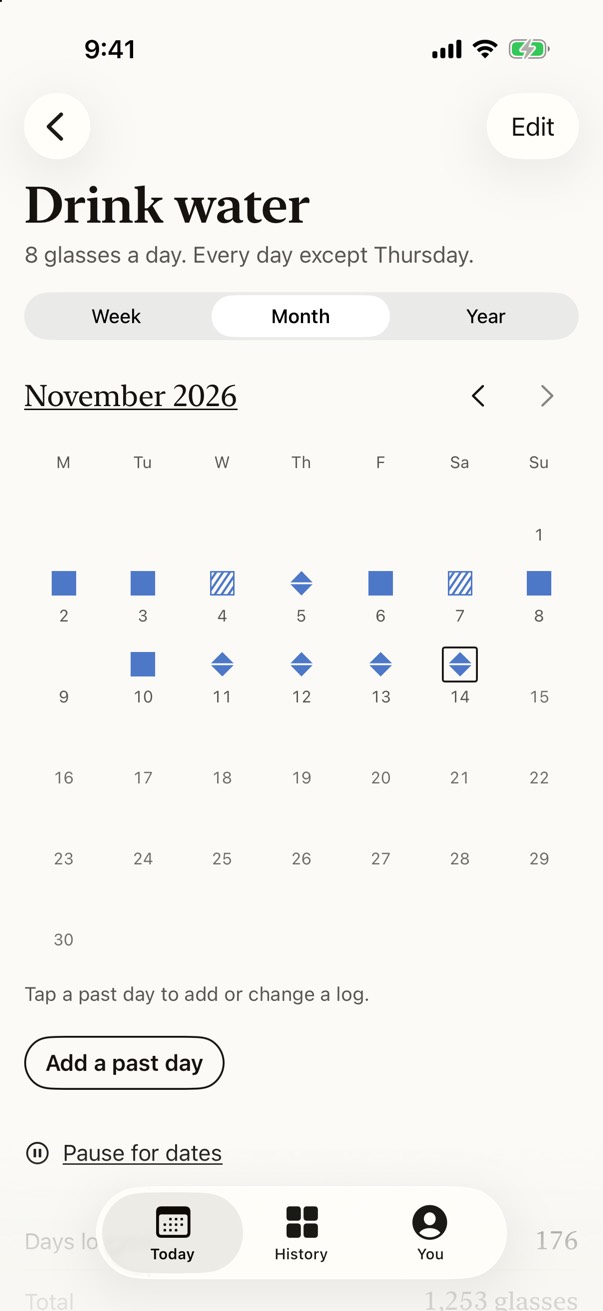 9:41
Edit
Drink water
8 glasses a day. Every day except Thursday.
Week Month Year
November 2026
M Tu W Th F Sa Su
1
2 3 4 5 6 7 8
9 10 11 12 13 14 15
16 17 18 19 20 21 22
23 24 25 26 27 28 29
30
Tap a past day to add or change a log.
Add a past day
Pause for dates
Days lo 176
Today History You
Total 1,253 glasses